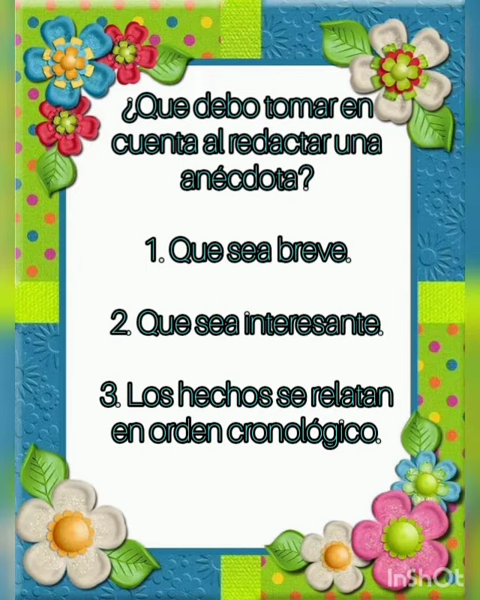 ¿Que debo tomar en
cuenta al redactar una
anécdota?
1. Que sea breve.
2. Que sea interesante.
3. Los hechos se relatan
en orden cronológico.
InShOt